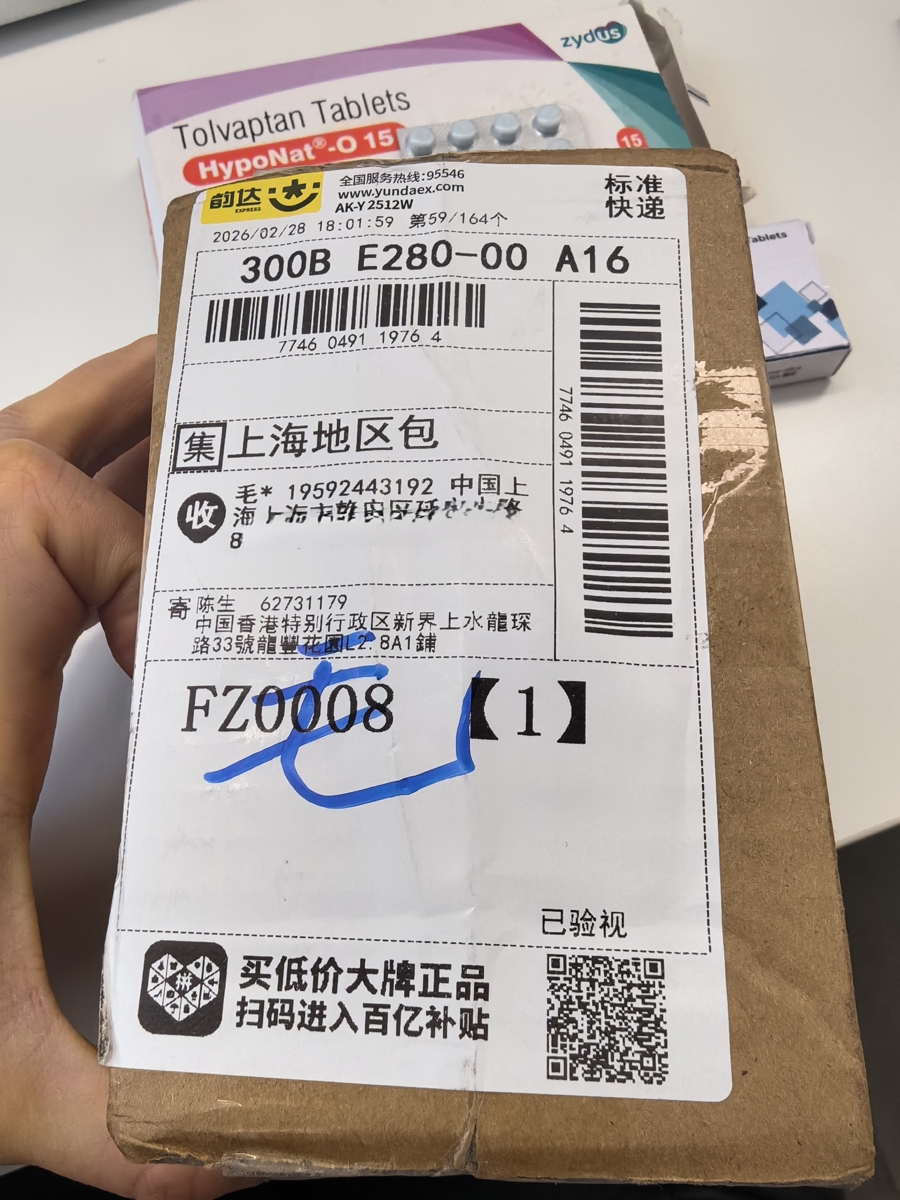 zydus
Tolvaptan Tablets
HypoNat®-O 15
15
ablets
韵达
EXPRESS
全国服务热线:95546
www.yundaex.com
AK-Y 2512W
标准
快递
2026/02/28 18:01:59 第59/164个
300B E280-00 A16
7746 0491 1976 4
7746 0491 1976 4
集 上海地区包
收
毛* 19592443192 中国上
海
8
寄 陈生 62731179
中国香港特别行政区新界上水龍琛
路33號龍豐花園L2.8A1鋪
FZ0008 【1】
毛
已验视
拼
买低价大牌正品
扫码进入百亿补贴